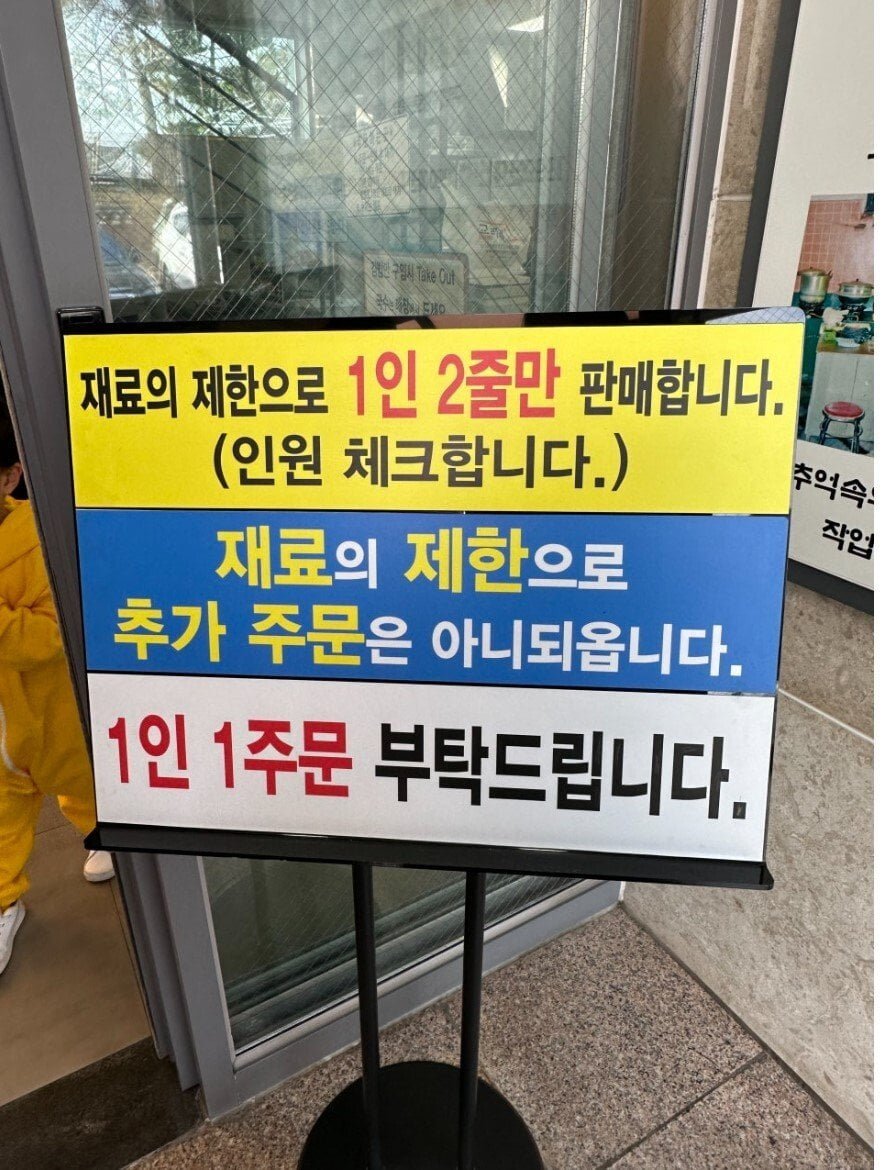 재료의 제한으로 1인 2줄만 판매합니다.
(인원 체크합니다.)
재료의 제한으로
추가 주문은 아니되옵니다.
1인 1주문 부탁드립니다.
Take Out
추억속의
작업